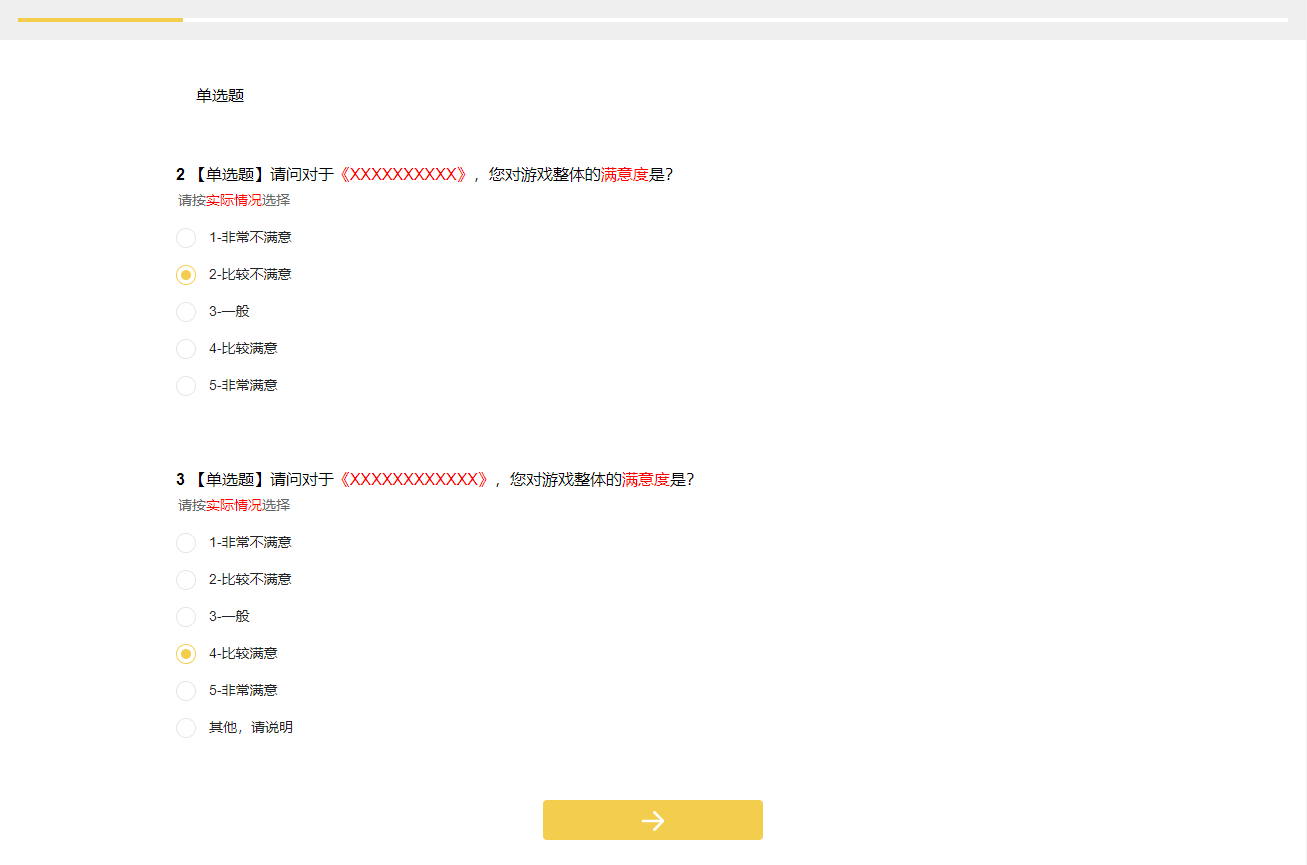 单选题
2 【单选题】请问对于《XXXXXXXXXX》，您对游戏整体的满意度是？
请按实际情况选择
1-非常不满意
2-比较不满意
3-一般
4-比较满意
5-非常满意
3 【单选题】请问对于《XXXXXXXXXXXX》，您对游戏整体的满意度是？
请按实际情况选择
1-非常不满意
2-比较不满意
3-一般
4-比较满意
5-非常满意
其他，请说明